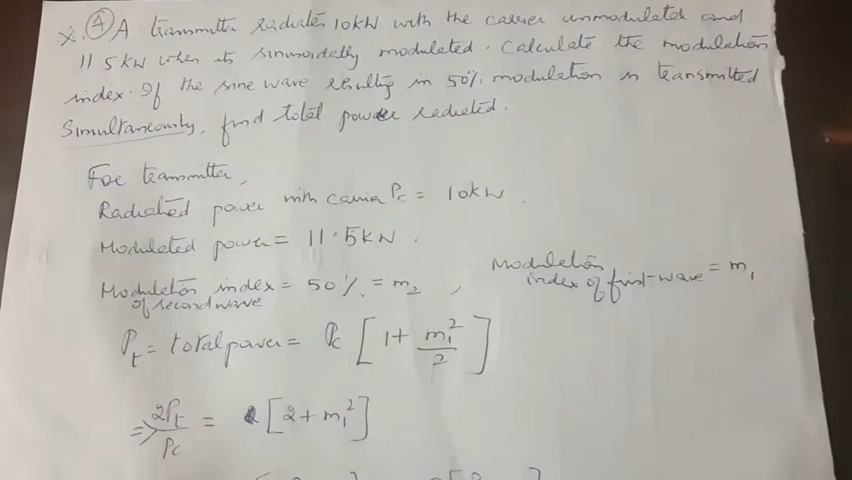 X. ④ A transmitter radiates 10kW with the carrier unmodulated and
11.5kW when its sinusoidally modulated. Calculate the modulation
index. If the sine wave resulting in 50% modulation is transmitted
Simultaneously, find total power radiated.
For transmitter,
Radiated power with carrier Pc = 10kW.
Modulated power = 11.5kW.
Modulation index = 50% = m₂, Modulation index of first-wave = m₁
of second wave
Pt = total power = Pc [1 + m₁²/2]
=> 2Pt/Pc = [2 + m₁²]